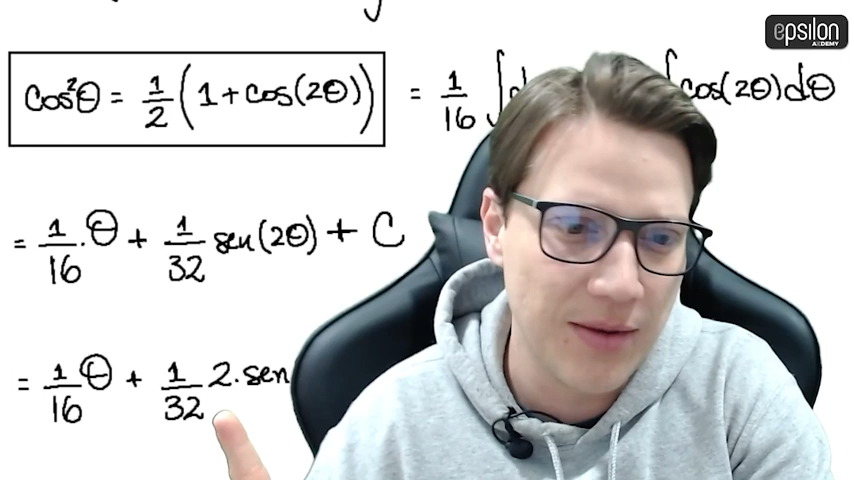 epsilon
AKDEMY
cos²θ = 1/2 (1 + cos(2θ)) = 1/16 ∫ ∫ cos(2θ)dθ
= 1/16 . θ + 1/32 sen(2θ) + C
= 1/16 θ + 1/32 2 . sen